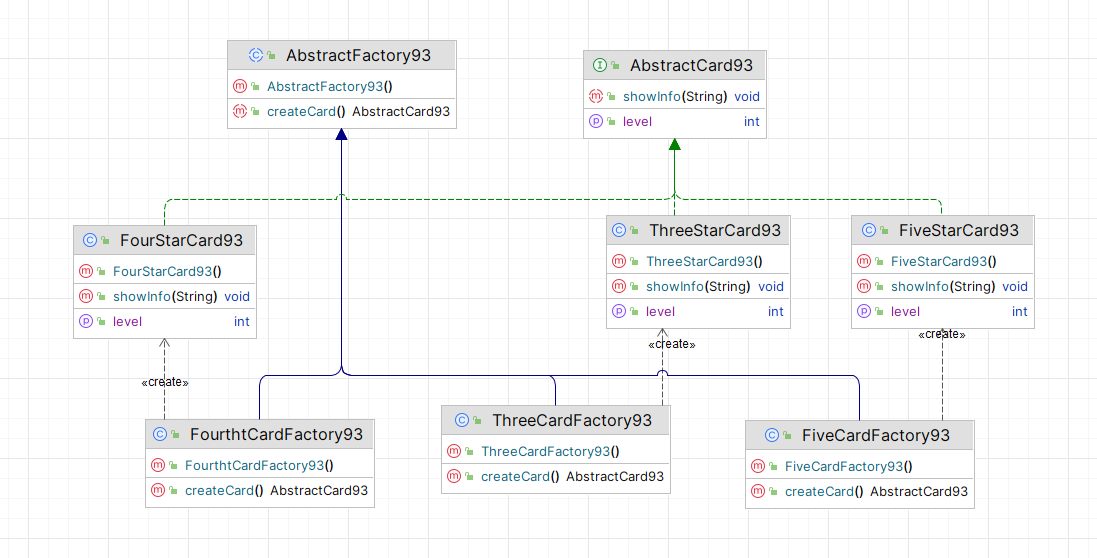 AbstractFactory93
AbstractFactory93()
createCard() AbstractCard93
AbstractCard93
showInfo(String) void
level int
FourStarCard93
FourStarCard93()
showInfo(String) void
level int
ThreeStarCard93
ThreeStarCard93()
showInfo(String) void
level int
FiveStarCard93
FiveStarCard93()
showInfo(String) void
level int
«create»
«create»
«create»
FourthtCardFactory93
FourthtCardFactory93()
createCard() AbstractCard93
ThreeCardFactory93
ThreeCardFactory93()
createCard() AbstractCard93
FiveCardFactory93
FiveCardFactory93()
createCard() AbstractCard93